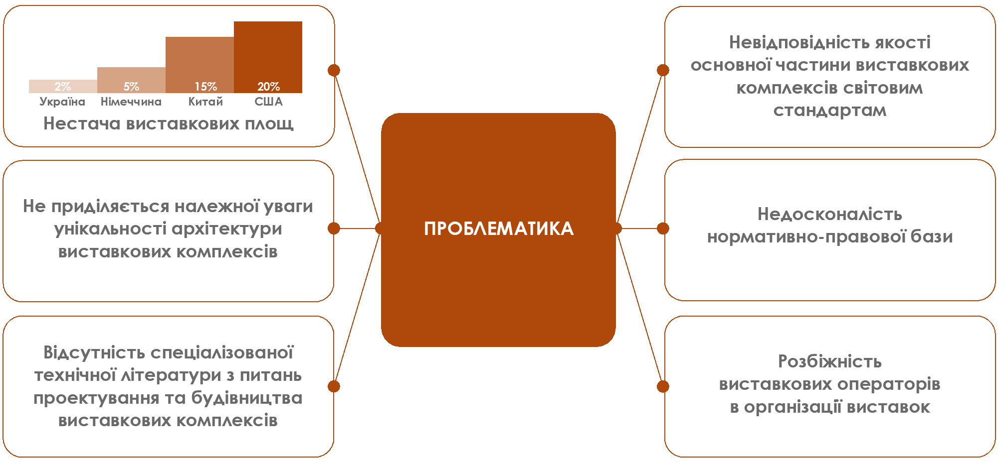 2% 5% 15% 20%
Україна Німеччина Китай США
Нестача виставкових площ
Не приділяється належної уваги
унікальності архітектури
виставкових комплексів
Відсутність спеціалізованої
технічної літератури з питань
проектування та будівництва
виставкових комплексів
ПРОБЛЕМАТИКА
Невідповідність якості
основної частини виставкових
комплексів світовим
стандартам
Недосконалість
нормативно-правової бази
Розбіжність
виставкових операторів
в організації виставок